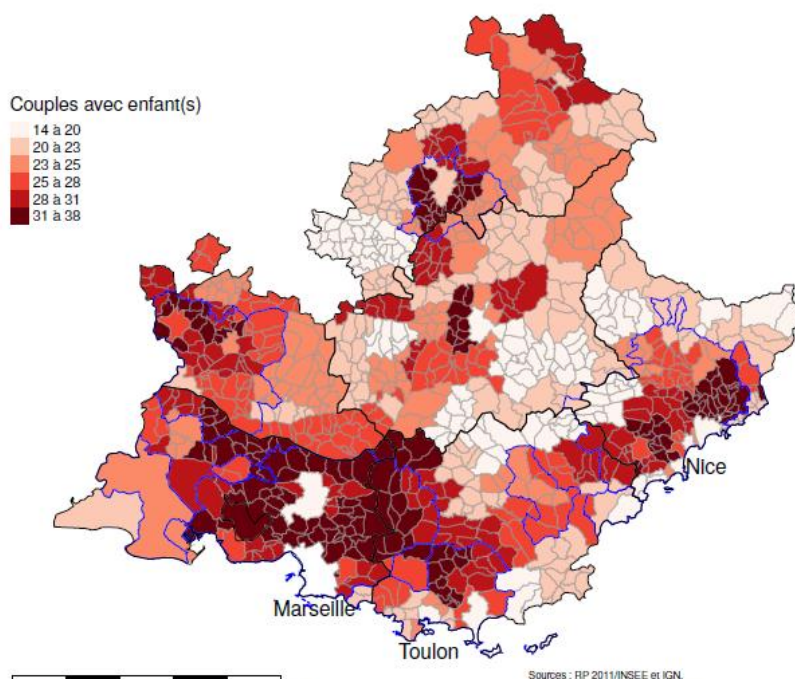 Couples avec enfant(s)
14 à 20
20 à 23
23 à 25
25 à 28
28 à 31
31 à 38
Nice
Marseille
Toulon
Sources : RP 2011/INSEE et IGN.